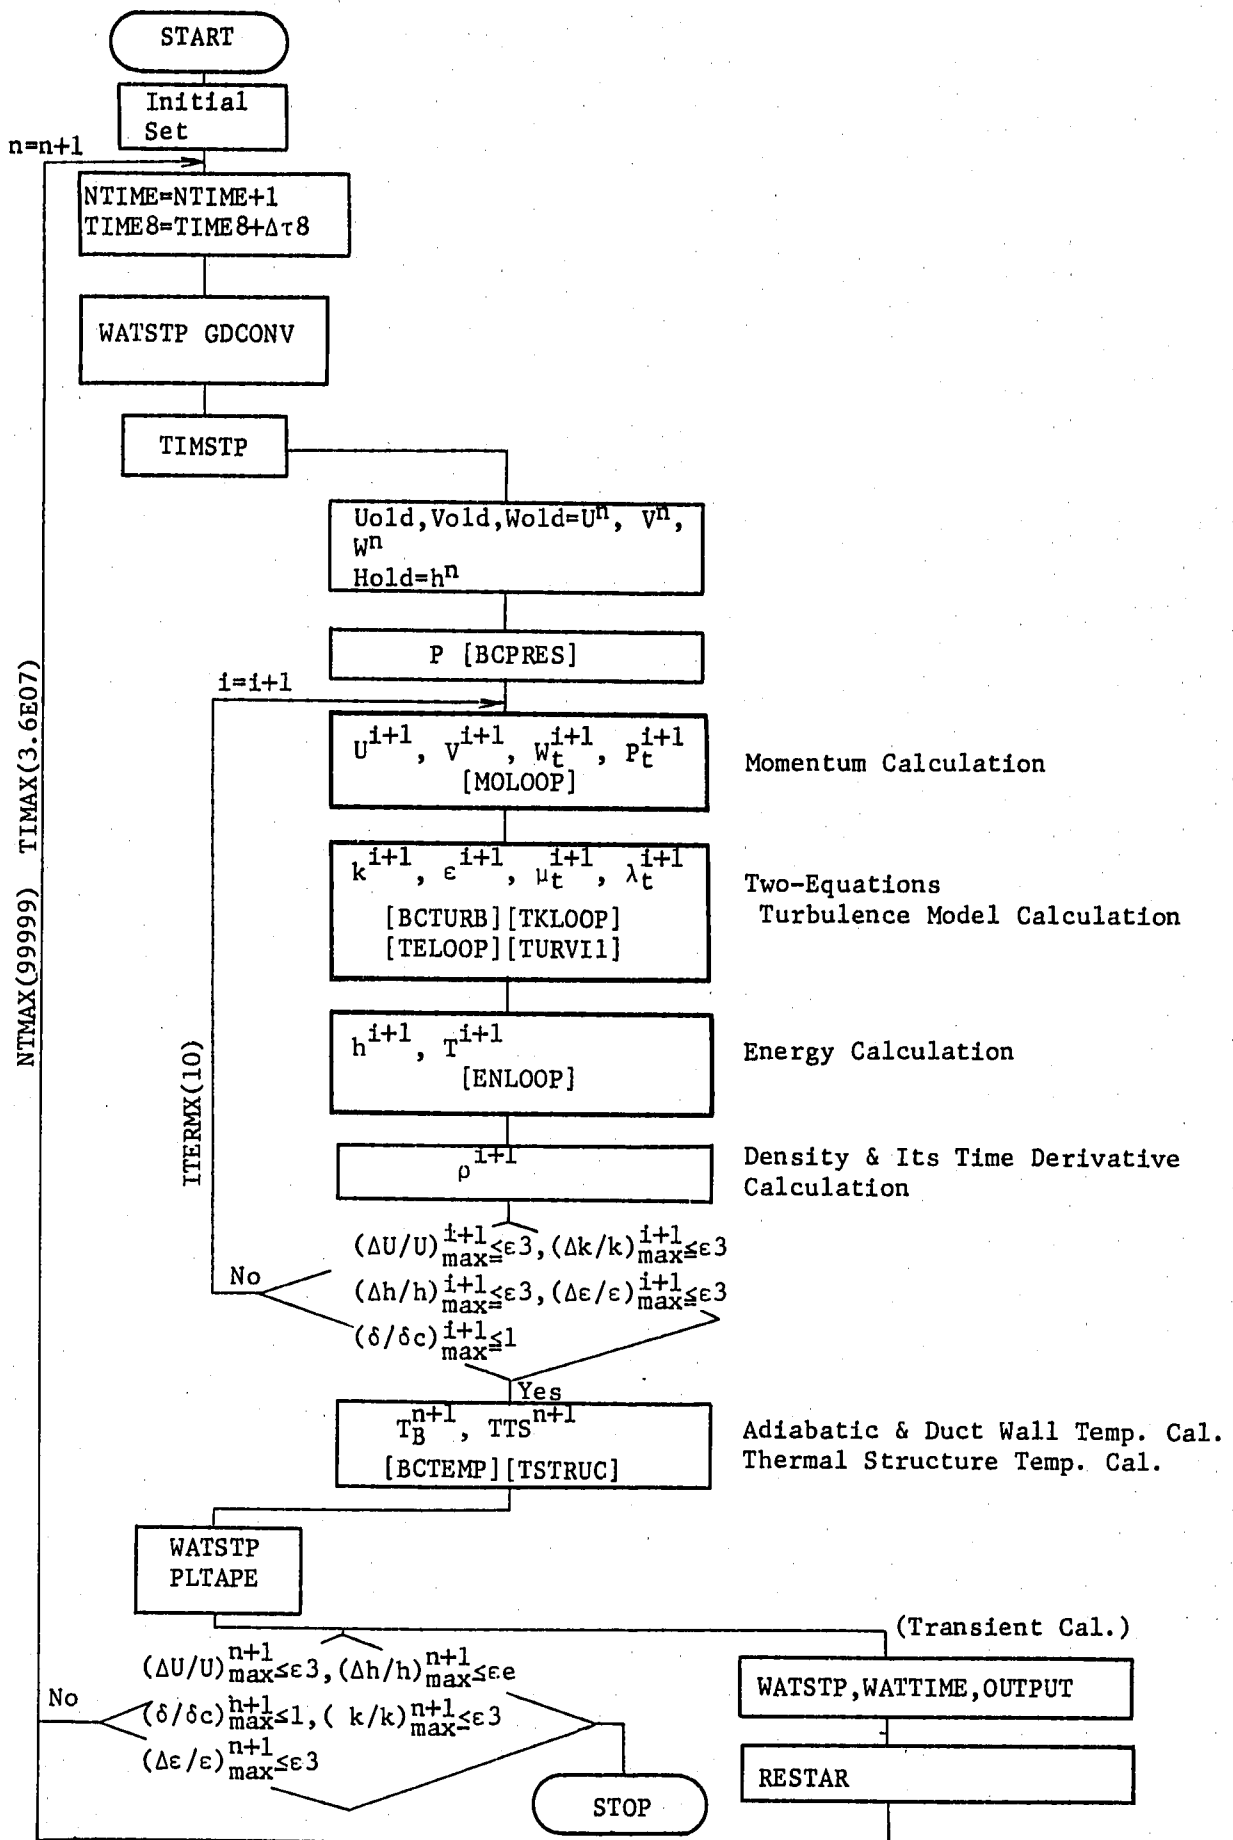 START
Initial
Set
n=n+1
NTIME=NTIME+1
TIME8=TIME8+Δτ8
WATSTP GDCONV
TIMSTP
Uold,Vold,Wold=Uⁿ, Vⁿ,
Wⁿ
Hold=hⁿ
P [BCPRES]
i=i+1
U^{i+1}, V^{i+1}, W_t^{i+1}, P_t^{i+1}
[MOLOOP]
Momentum Calculation
k^{i+1}, ε^{i+1}, μ_t^{i+1}, λ_t^{i+1}
[BCTURB][TKLOOP]
[TELOOP][TURVI1]
Two-Equations
Turbulence Model Calculation
h^{i+1}, T^{i+1}
[ENLOOP]
Energy Calculation
ρ^{i+1}
Density & Its Time Derivative
Calculation
NTMAX(99999) TIMAX(3.6E07)
ITERMX(10)
(ΔU/U)_{max}^{i+1}≦ε3,(Δk/k)_{max}^{i+1}≦ε3
No
(Δh/h)_{max}^{i+1}≦ε3,(Δε/ε)_{max}^{i+1}≦ε3
(δ/δc)_{max}^{i+1}≦1
Yes
T_B^{n+1}, TTS^{n+1}
[BCTEMP][TSTRUC]
Adiabatic & Duct Wall Temp. Cal.
Thermal Structure Temp. Cal.
WATSTP
PLTAPE
(Transient Cal.)
(ΔU/U)_{max}^{n+1}≤ε3,(Δh/h)_{max}^{n+1}≤εe
No
(δ/δc)_{max}^{n+1}≤1,( k/k)_{max}^{n+1}≤ε3
(Δε/ε)_{max}^{n+1}≤ε3
WATSTP,WATTIME,OUTPUT
RESTAR
STOP